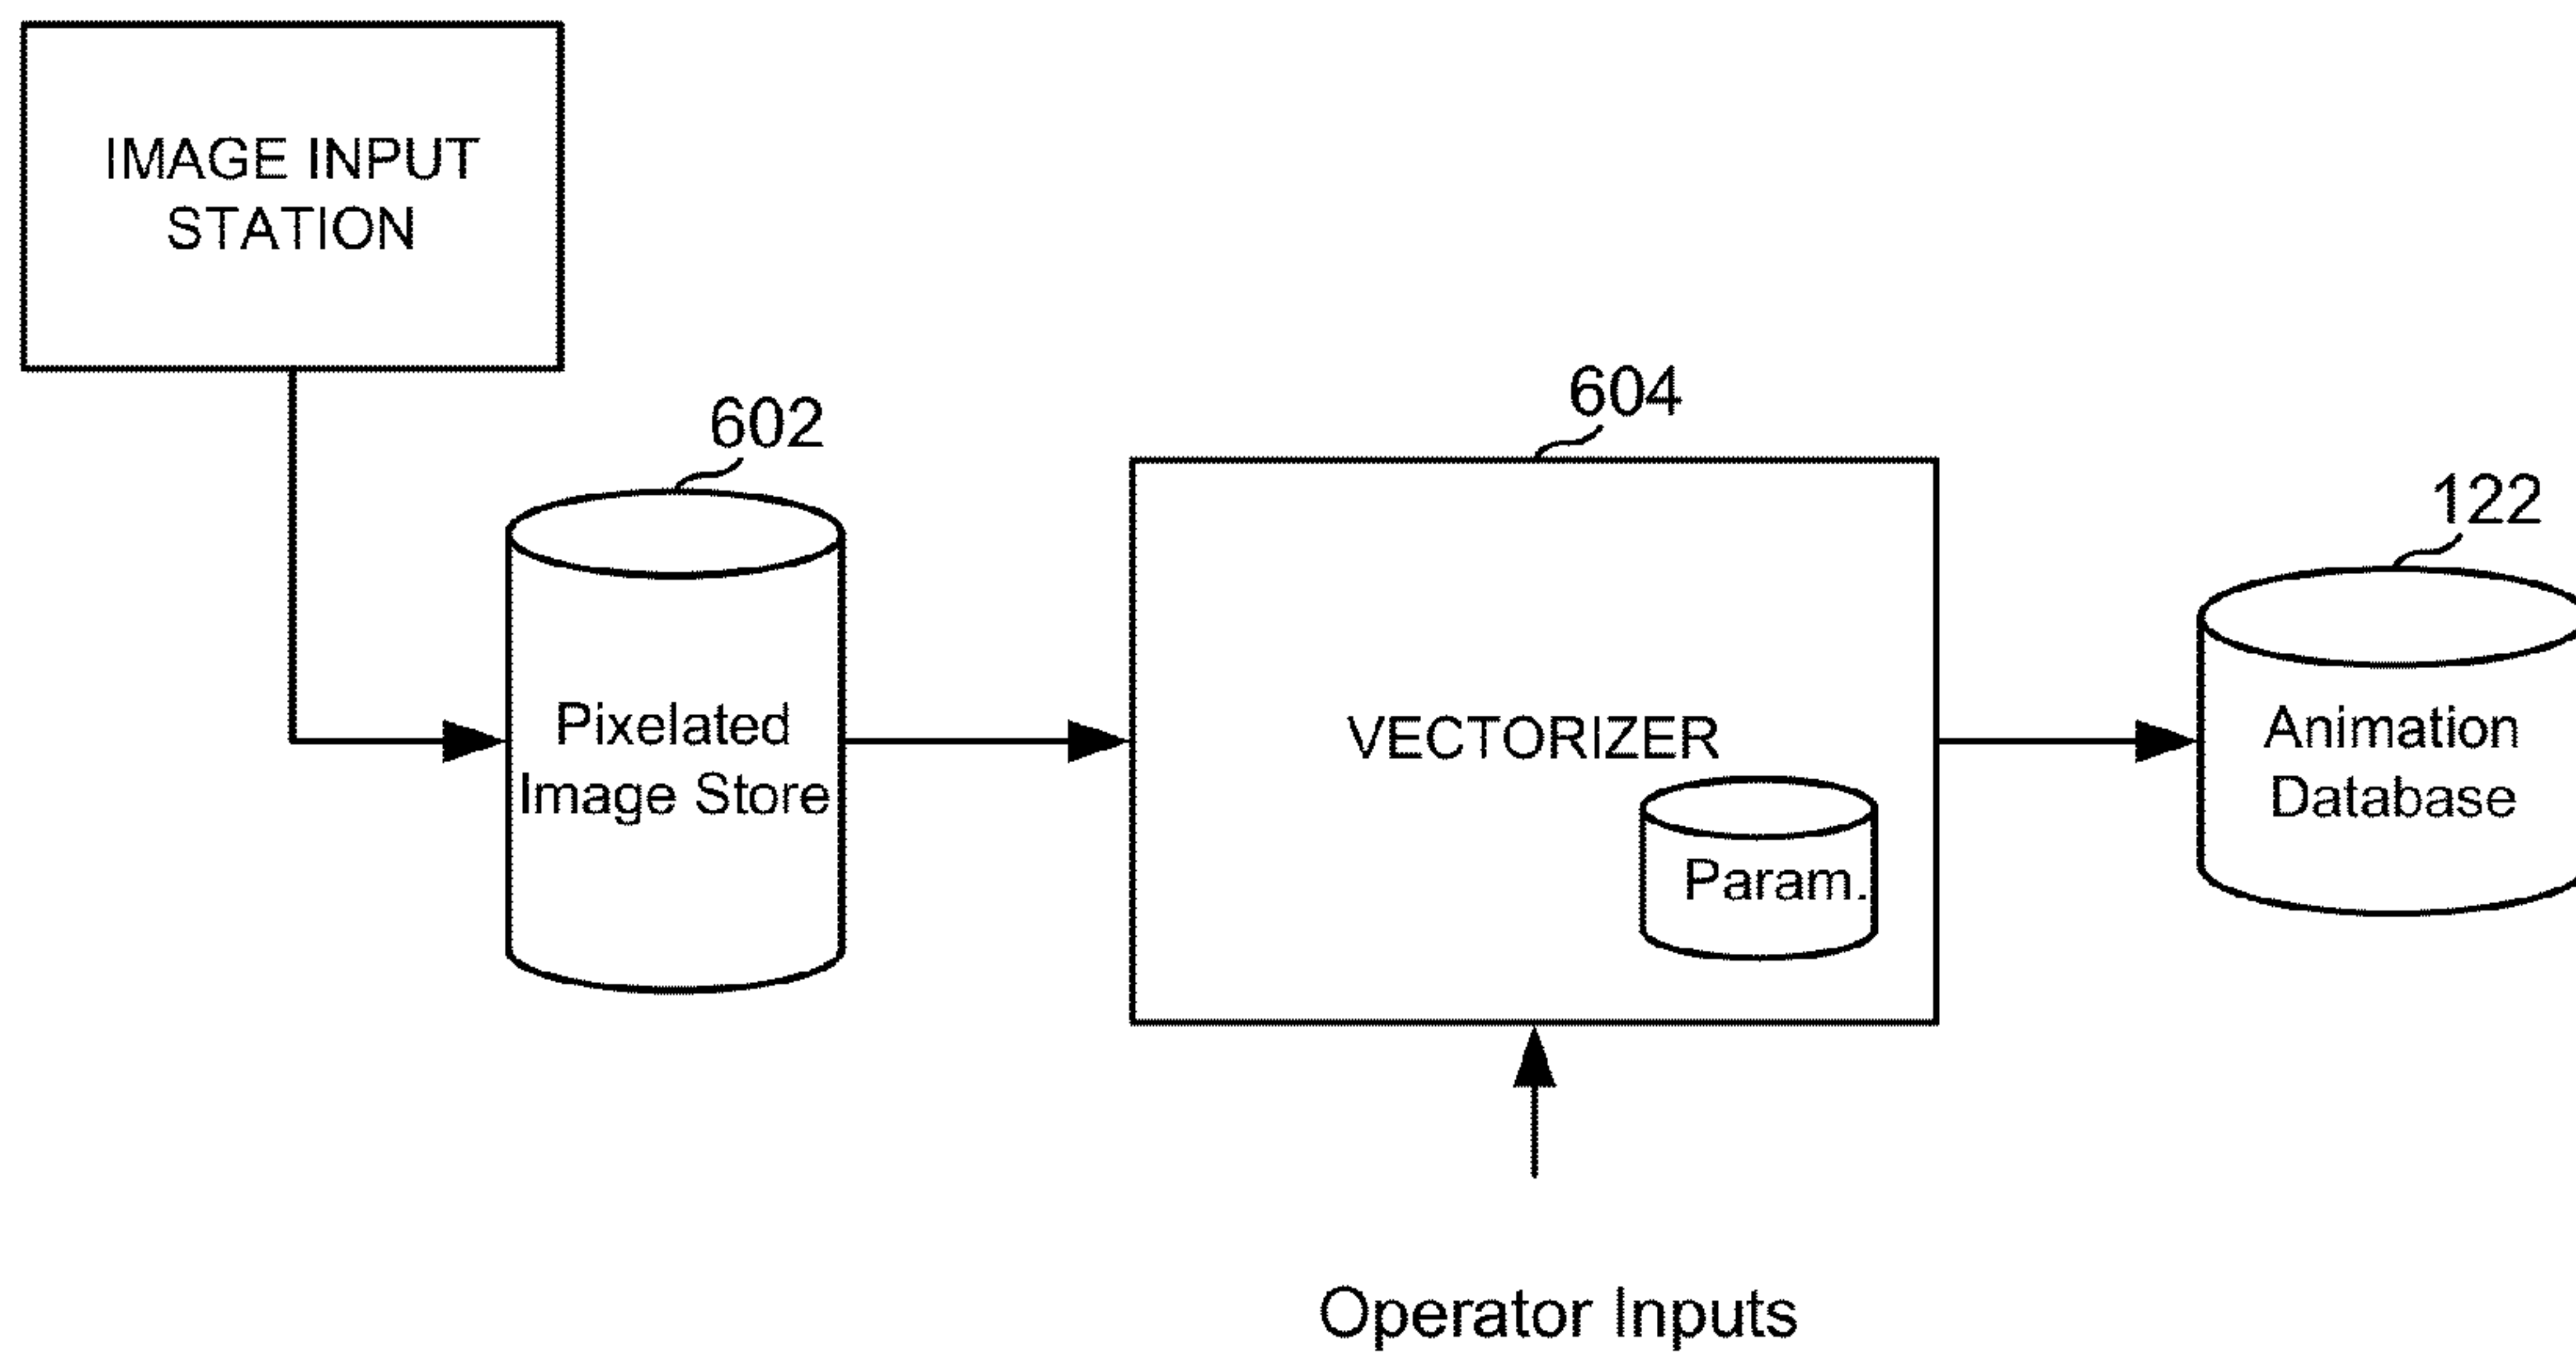 IMAGE INPUT
STATION
602
Pixelated
Image Store
604
VECTORIZER
Param.
122
Animation
Database
Operator Inputs